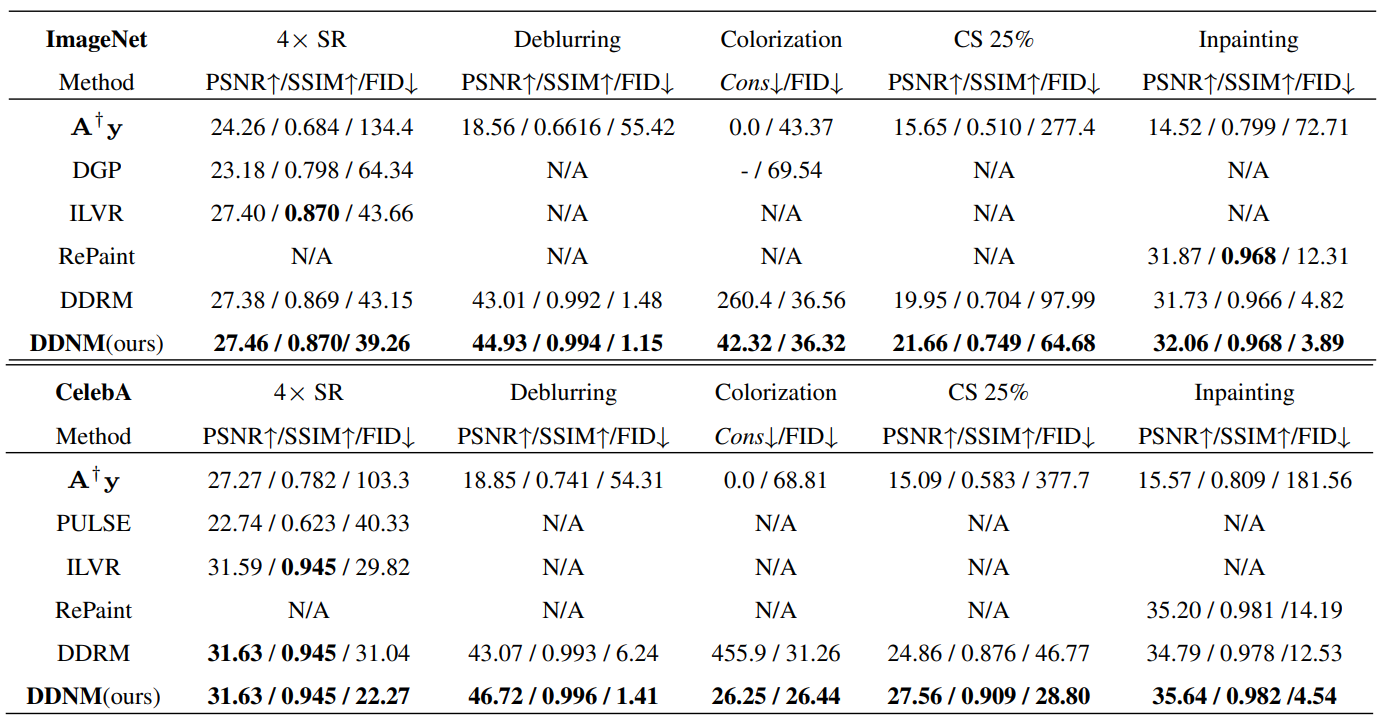 ImageNet 4× SR Deblurring Colorization CS 25% Inpainting
Method PSNR↑/SSIM↑/FID↓ PSNR↑/SSIM↑/FID↓ Cons↓/FID↓ PSNR↑/SSIM↑/FID↓ PSNR↑/SSIM↑/FID↓
A†y 24.26 / 0.684 / 134.4 18.56 / 0.6616 / 55.42 0.0 / 43.37 15.65 / 0.510 / 277.4 14.52 / 0.799 / 72.71
DGP 23.18 / 0.798 / 64.34 N/A - / 69.54 N/A N/A
ILVR 27.40 / 0.870 / 43.66 N/A N/A N/A N/A
RePaint N/A N/A N/A N/A 31.87 / 0.968 / 12.31
DDRM 27.38 / 0.869 / 43.15 43.01 / 0.992 / 1.48 260.4 / 36.56 19.95 / 0.704 / 97.99 31.73 / 0.966 / 4.82
DDNM(ours) 27.46 / 0.870/ 39.26 44.93 / 0.994 / 1.15 42.32 / 36.32 21.66 / 0.749 / 64.68 32.06 / 0.968 / 3.89
CelebA 4× SR Deblurring Colorization CS 25% Inpainting
Method PSNR↑/SSIM↑/FID↓ PSNR↑/SSIM↑/FID↓ Cons↓/FID↓ PSNR↑/SSIM↑/FID↓ PSNR↑/SSIM↑/FID↓
A†y 27.27 / 0.782 / 103.3 18.85 / 0.741 / 54.31 0.0 / 68.81 15.09 / 0.583 / 377.7 15.57 / 0.809 / 181.56
PULSE 22.74 / 0.623 / 40.33 N/A N/A N/A N/A
ILVR 31.59 / 0.945 / 29.82 N/A N/A N/A N/A
RePaint N/A N/A N/A N/A 35.20 / 0.981 /14.19
DDRM 31.63 / 0.945 / 31.04 43.07 / 0.993 / 6.24 455.9 / 31.26 24.86 / 0.876 / 46.77 34.79 / 0.978 /12.53
DDNM(ours) 31.63 / 0.945 / 22.27 46.72 / 0.996 / 1.41 26.25 / 26.44 27.56 / 0.909 / 28.80 35.64 / 0.982 /4.54